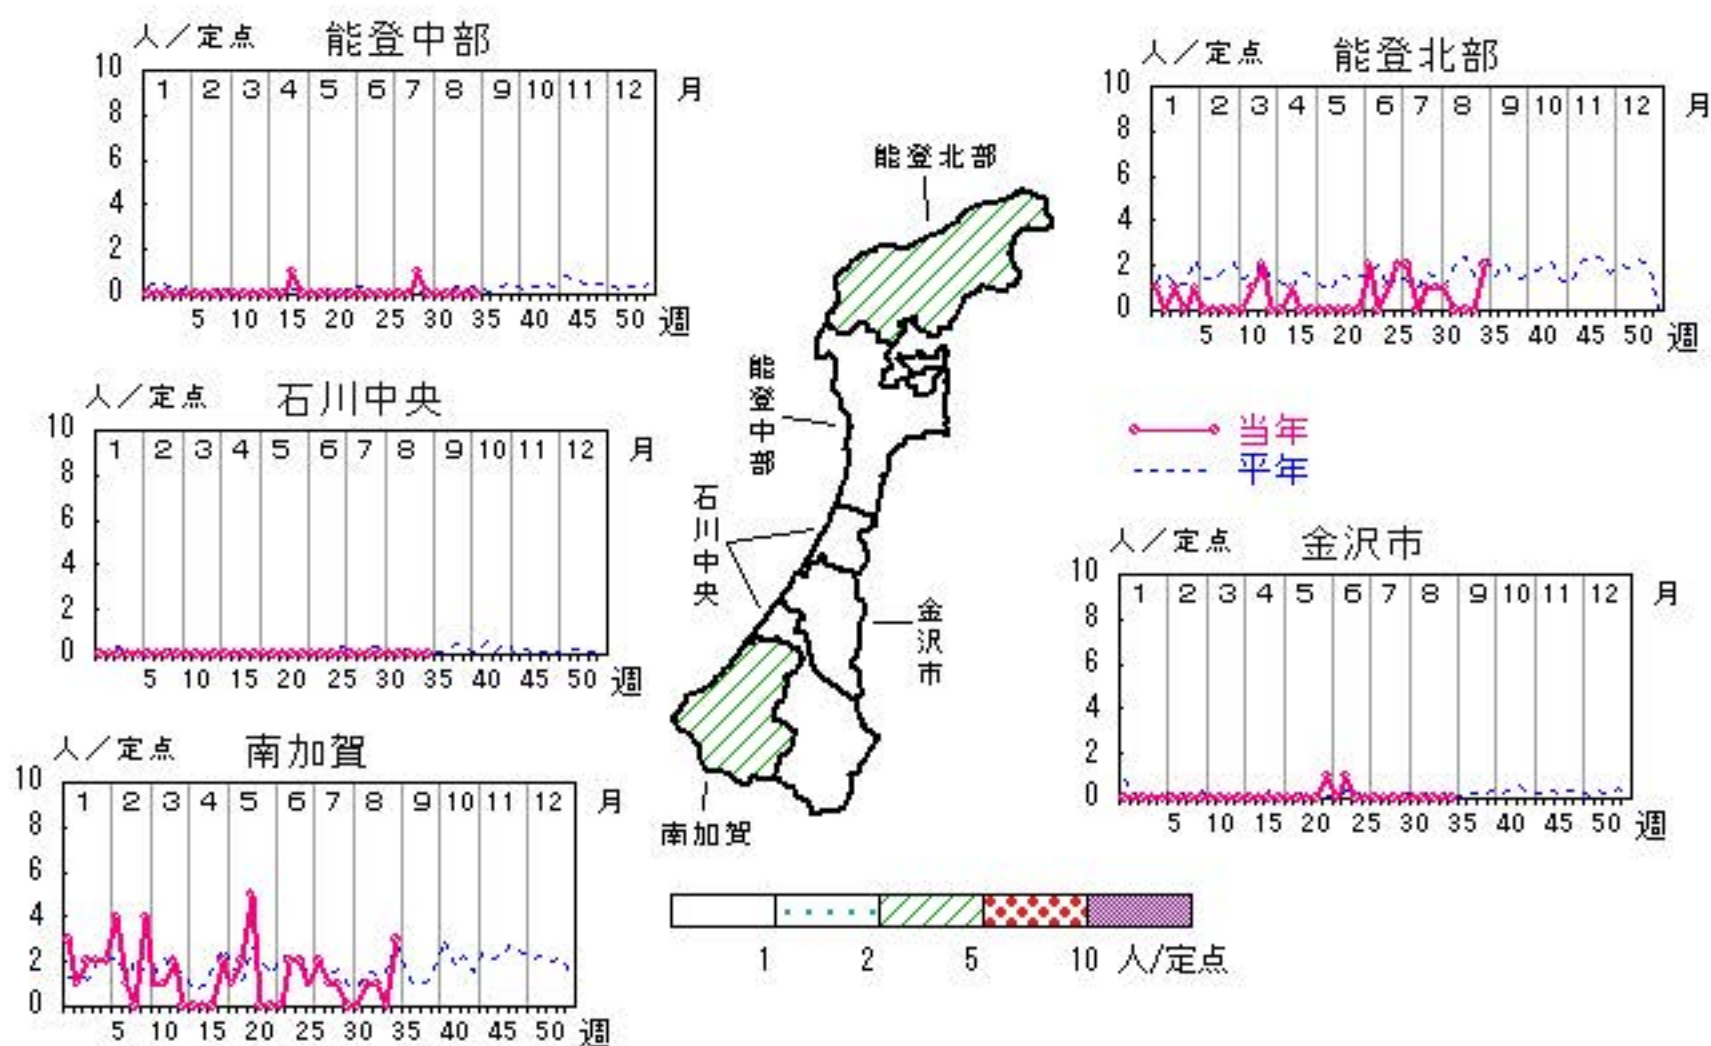 人／定点 能登中部
10 8 6 4 2 0
1 2 3 4 5 6 7 8 9 10 11 12 月
5 10 15 20 25 30 35 40 45 50 週
人／定点 能登北部
10 8 6 4 2 0
1 2 3 4 5 6 7 8 9 10 11 12 月
5 10 15 20 25 30 35 40 45 50 週
能登北部
能登中部
石川中央
金沢市
南加賀
人／定点 石川中央
10 8 6 4 2 0
1 2 3 4 5 6 7 8 9 10 11 12 月
5 10 15 20 25 30 35 40 45 50 週
当年
平年
人／定点 金沢市
10 8 6 4 2 0
1 2 3 4 5 6 7 8 9 10 11 12 月
5 10 15 20 25 30 35 40 45 50 週
人／定点 南加賀
10 8 6 4 2 0
1 2 3 4 5 6 7 8 9 10 11 12 月
5 10 15 20 25 30 35 40 45 50 週
1 2 5 10 人/定点